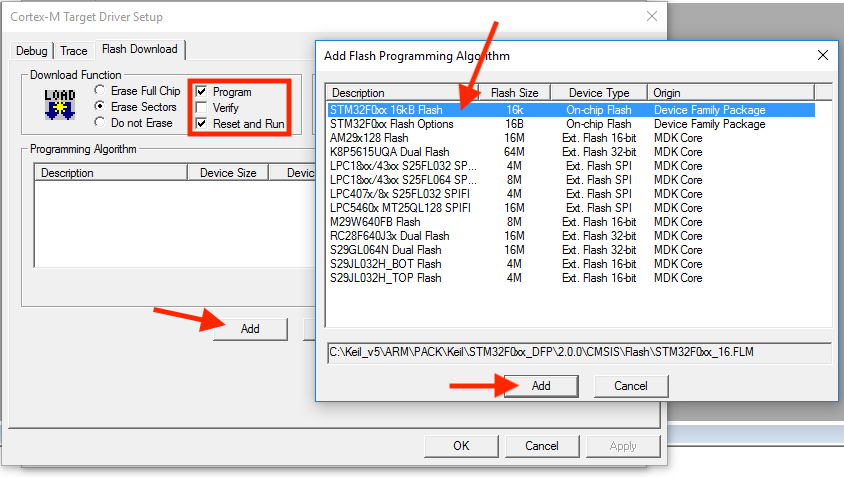 Cortex-M Target Driver Setup
Debug Trace Flash Download
Download Function
LOAD
Erase Full Chip
Erase Sectors
Do not Erase
Program
Verify
Reset and Run
Programming Algorithm
Description Device Size Devic
Add
OK Cancel Apply
Add Flash Programming Algorithm
Description Flash Size Device Type Origin
STM32F0xx 16kB Flash 16k On-chip Flash Device Family Package
STM32F0xx Flash Options 16B On-chip Flash Device Family Package
AM29x128 Flash 16M Ext. Flash 16-bit MDK Core
K8P5615UQA Dual Flash 64M Ext. Flash 32-bit MDK Core
LPC18xx/43xx S25FL032 SP... 4M Ext. Flash SPI MDK Core
LPC18xx/43xx S25FL064 SP... 8M Ext. Flash SPI MDK Core
LPC407x/8x S25FL032 SPIFI 4M Ext. Flash SPI MDK Core
LPC5460x MT25QL128 SPIFI 16M Ext. Flash SPI MDK Core
M29W640FB Flash 8M Ext. Flash 16-bit MDK Core
RC28F640J3x Dual Flash 16M Ext. Flash 32-bit MDK Core
S29GL064N Dual Flash 16M Ext. Flash 32-bit MDK Core
S29JL032H_BOT Flash 4M Ext. Flash 16-bit MDK Core
S29JL032H_TOP Flash 4M Ext. Flash 16-bit MDK Core
C:\Keil_v5\ARM\PACK\Keil\STM32F0xx_DFP\2.0.0\CMSIS\Flash\STM32F0xx_16.FLM
Add Cancel